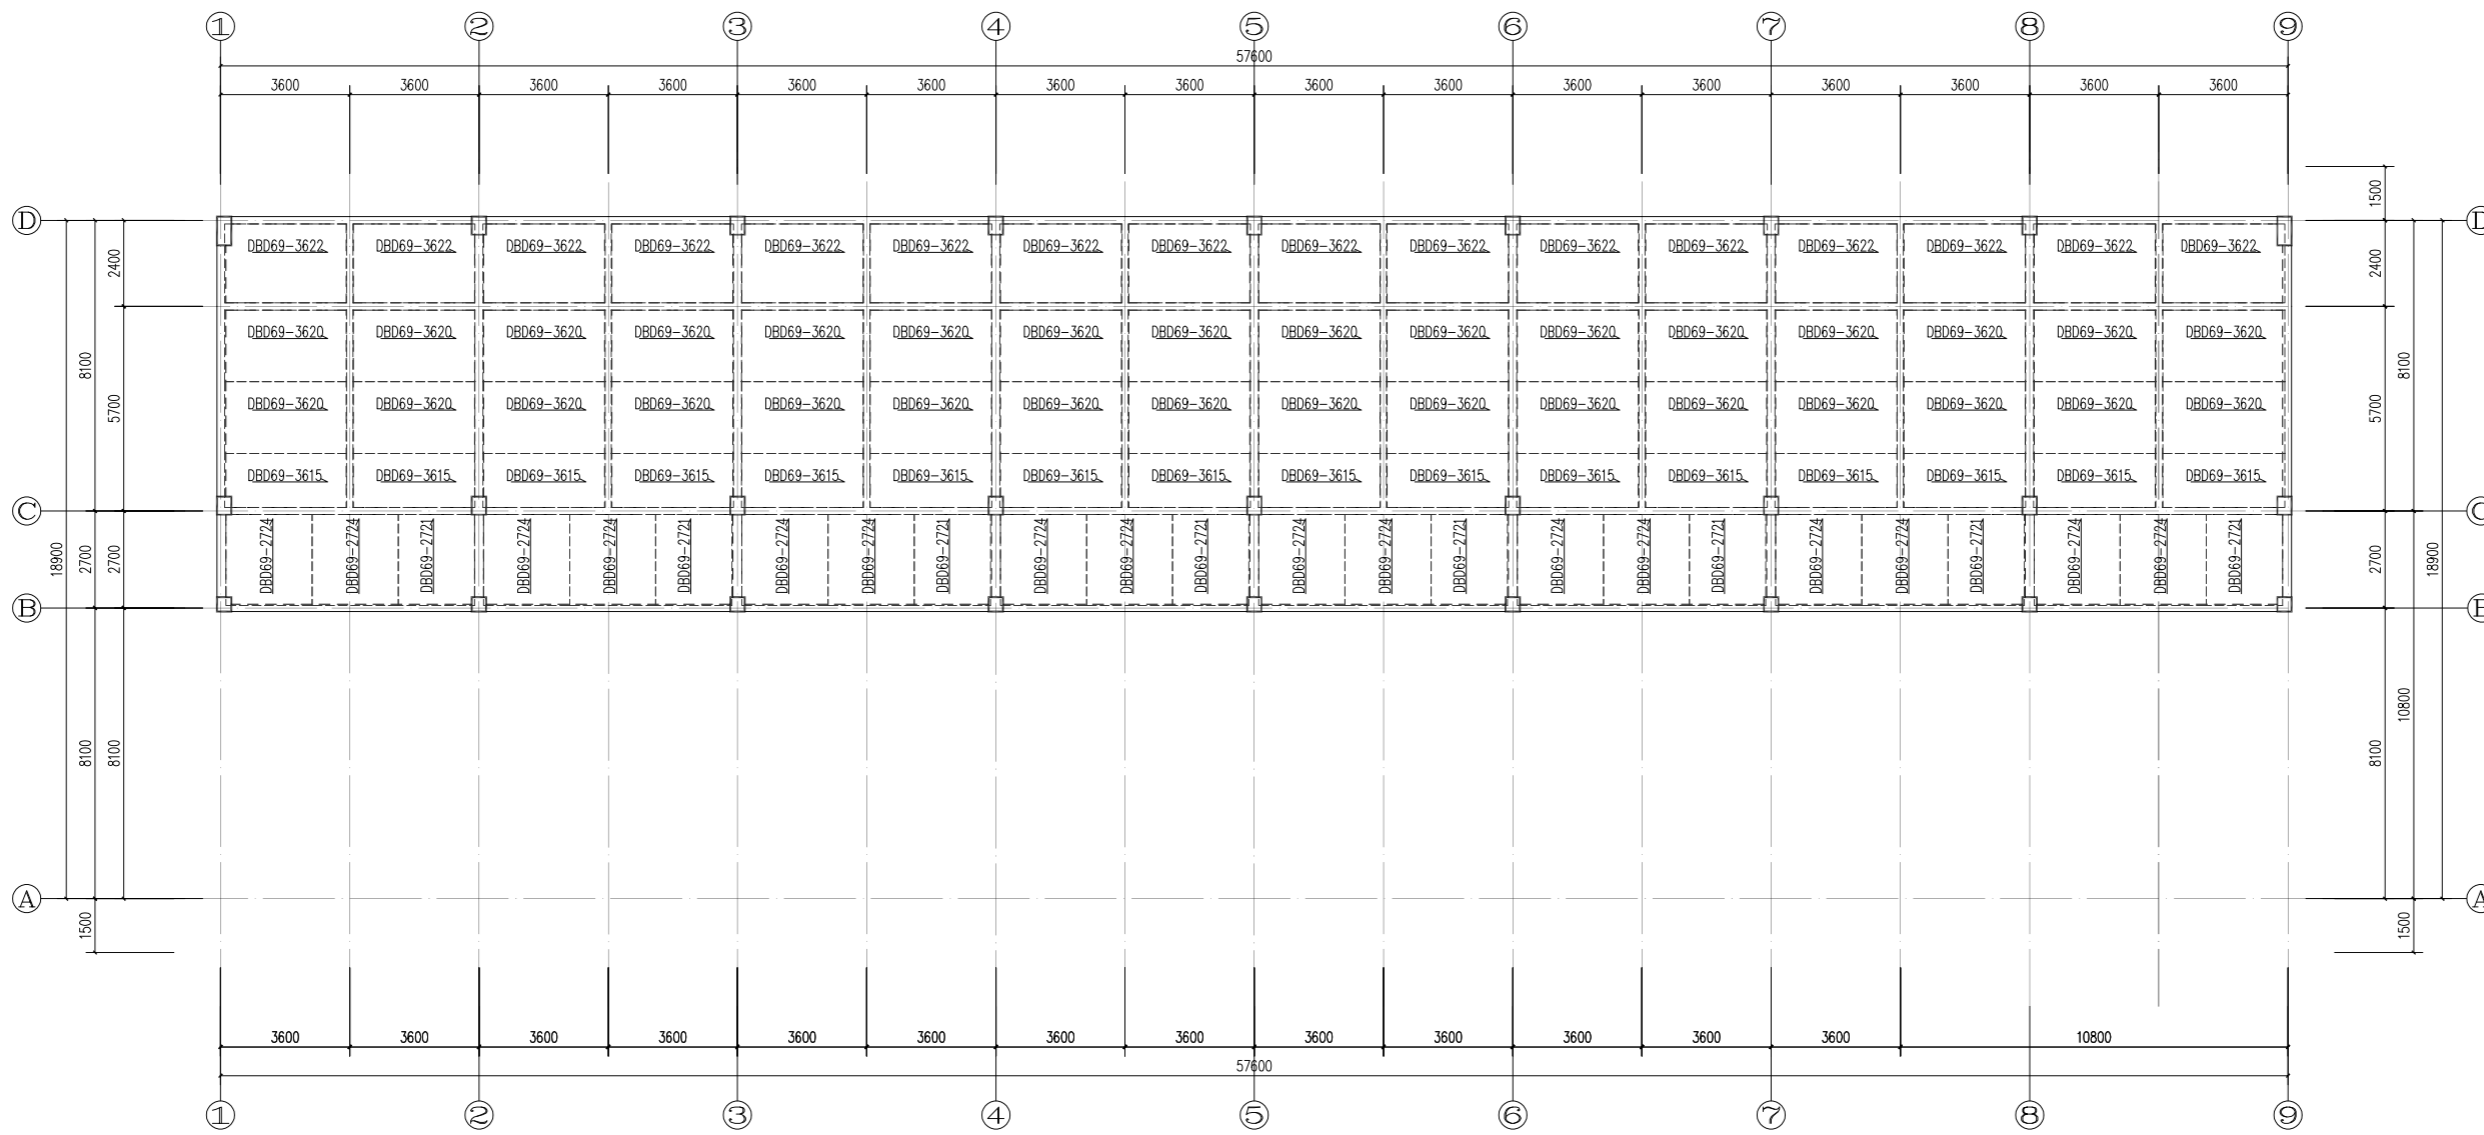 ① ② ③ ④ ⑤ ⑥ ⑦ ⑧ ⑨
57600
3600 3600 3600 3600 3600 3600 3600 3600 3600 3600 3600 3600 3600 3600 3600 3600
1500
D D
DBD69-3622 DBD69-3622 DBD69-3622 DBD69-3622 DBD69-3622 DBD69-3622 DBD69-3622 DBD69-3622 DBD69-3622 DBD69-3622 DBD69-3622 DBD69-3622 DBD69-3622 DBD69-3622 DBD69-3622 DBD69-3622
2400 2400
DBD69-3620 DBD69-3620 DBD69-3620 DBD69-3620 DBD69-3620 DBD69-3620 DBD69-3620 DBD69-3620 DBD69-3620 DBD69-3620 DBD69-3620 DBD69-3620 DBD69-3620 DBD69-3620 DBD69-3620 DBD69-3620
8100 8100
5700 5700
DBD69-3620 DBD69-3620 DBD69-3620 DBD69-3620 DBD69-3620 DBD69-3620 DBD69-3620 DBD69-3620 DBD69-3620 DBD69-3620 DBD69-3620 DBD69-3620 DBD69-3620 DBD69-3620 DBD69-3620 DBD69-3620
DBD69-3615 DBD69-3615 DBD69-3615 DBD69-3615 DBD69-3615 DBD69-3615 DBD69-3615 DBD69-3615 DBD69-3615 DBD69-3615 DBD69-3615 DBD69-3615 DBD69-3615 DBD69-3615 DBD69-3615 DBD69-3615
C C
18900 2700 2700 2700 18900
DBD69-2724 DBD69-2724 DBD69-2721 DBD69-2724 DBD69-2724 DBD69-2721 DBD69-2724 DBD69-2724 DBD69-2721 DBD69-2724 DBD69-2724 DBD69-2721 DBD69-2724 DBD69-2724 DBD69-2721 DBD69-2724 DBD69-2724 DBD69-2721 DBD69-2724 DBD69-2724 DBD69-2721 DBD69-2724 DBD69-2724 DBD69-2721
B B
8100 8100 8100 10800
A A
1500 1500
3600 3600 3600 3600 3600 3600 3600 3600 3600 3600 3600 3600 3600 10800
57600
① ② ③ ④ ⑤ ⑥ ⑦ ⑧ ⑨